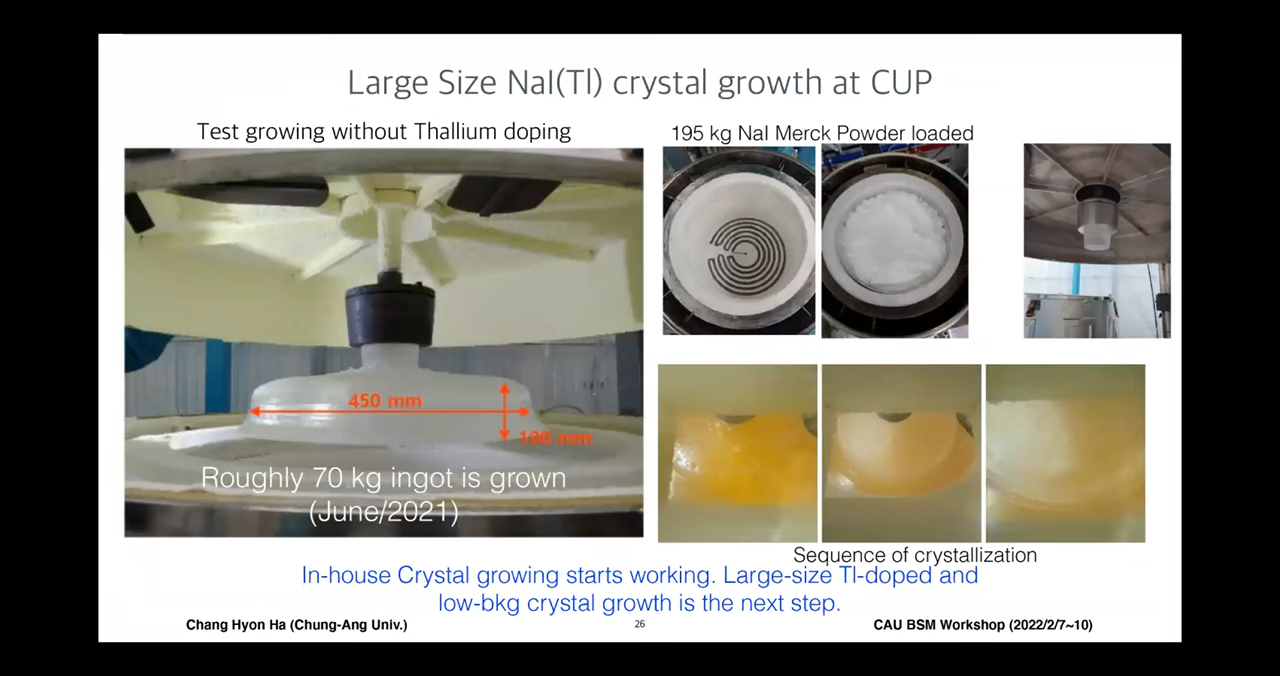 Large Size NaI(Tl) crystal growth at CUP
Test growing without Thallium doping
195 kg NaI Merck Powder loaded
450 mm
100 mm
Roughly 70 kg ingot is grown
(June/2021)
Sequence of crystallization
In-house Crystal growing starts working. Large-size Tl-doped and
low-bkg crystal growth is the next step.
Chang Hyon Ha (Chung-Ang Univ.)
26
CAU BSM Workshop (2022/2/7~10)